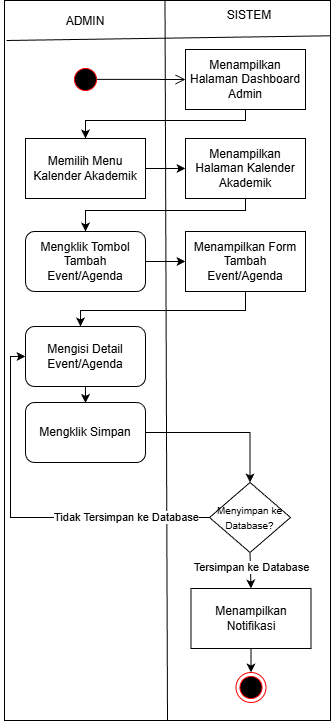 ADMIN
SISTEM
Menampilkan
Halaman Dashboard
Admin
Memilih Menu
Kalender Akademik
Menampilkan
Halaman Kalender
Akademik
Mengklik Tombol
Tambah
Event/Agenda
Menampilkan Form
Tambah
Event/Agenda
Mengisi Detail
Event/Agenda
Mengklik Simpan
Menyimpan ke
Database?
Tidak Tersimpan ke Database
Tersimpan ke Database
Menampilkan
Notifikasi